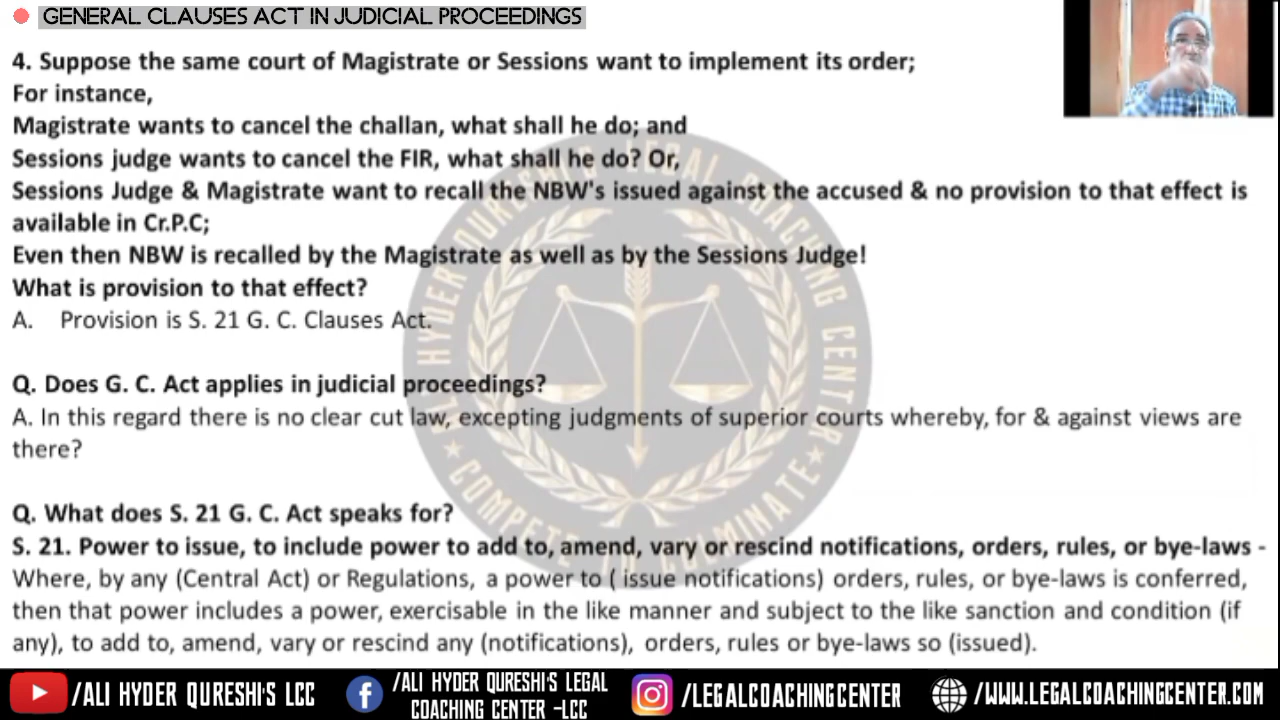 GENERAL CLAUSES ACT IN JUDICIAL PROCEEDINGS
4. Suppose the same court of Magistrate or Sessions want to implement its order;
For instance,
Magistrate wants to cancel the challan, what shall he do; and
Sessions judge wants to cancel the FIR, what shall he do? Or,
Sessions Judge & Magistrate want to recall the NBW's issued against the accused & no provision to that effect is
available in Cr.P.C;
Even then NBW is recalled by the Magistrate as well as by the Sessions Judge!
What is provision to that effect?
A. Provision is S. 21 G. C. Clauses Act.
Q. Does G. C. Act applies in judicial proceedings?
A. In this regard there is no clear cut law, excepting judgments of superior courts whereby, for & against views are
there?
Q. What does S. 21 G. C. Act speaks for?
S. 21. Power to issue, to include power to add to, amend, vary or rescind notifications, orders, rules, or bye-laws -
Where, by any (Central Act) or Regulations, a power to ( issue notifications) orders, rules, or bye-laws is conferred,
then that power includes a power, exercisable in the like manner and subject to the like sanction and condition (if
any), to add to, amend, vary or rescind any (notifications), orders, rules or bye-laws so (issued).
ALI HYDER QURESHI'S LEGAL COACHING CENTER
COMPETE TO CULMINATE
/ALI HYDER QURESHI'S LCC
/ALI HYDER QURESHI'S LEGAL
COACHING CENTER -LCC
/LEGALCOACHINGCENTER
/WWW.LEGALCOACHINGCENTER.COM